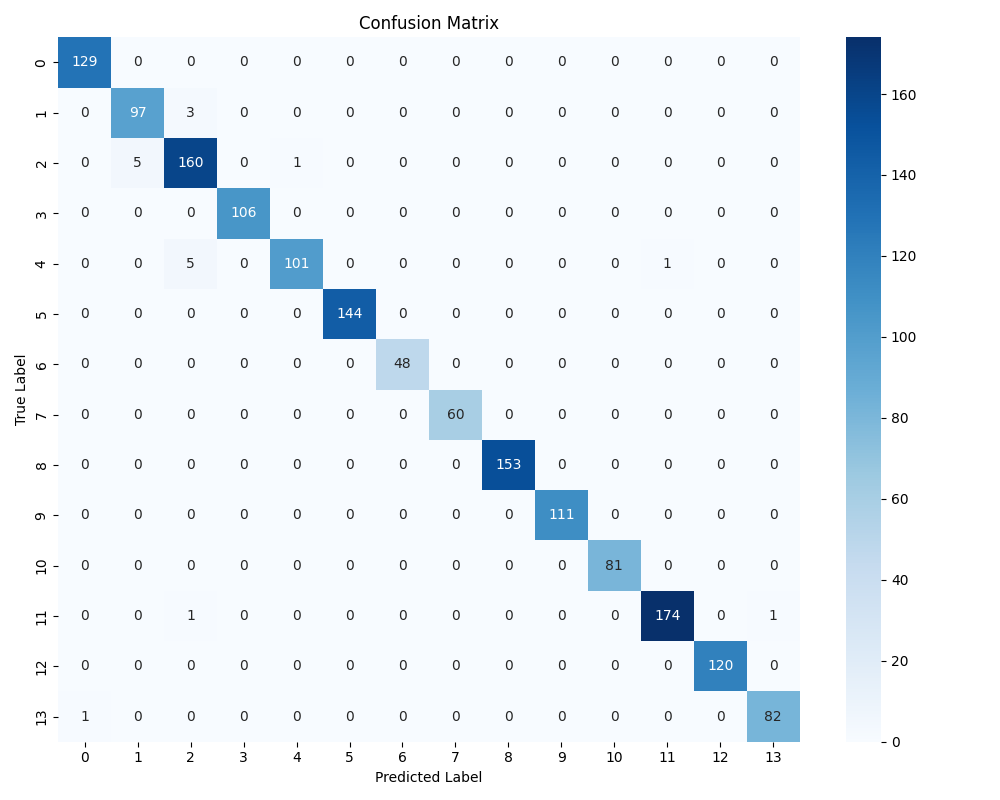 Confusion Matrix
0 129 0 0 0 0 0 0 0 0 0 0 0 0 0
1 0 97 3 0 0 0 0 0 0 0 0 0 0 0
2 0 5 160 0 1 0 0 0 0 0 0 0 0 0
3 0 0 0 106 0 0 0 0 0 0 0 0 0 0
4 0 0 5 0 101 0 0 0 0 0 0 1 0 0
5 0 0 0 0 0 144 0 0 0 0 0 0 0 0
6 0 0 0 0 0 0 48 0 0 0 0 0 0 0
7 0 0 0 0 0 0 0 60 0 0 0 0 0 0
8 0 0 0 0 0 0 0 0 153 0 0 0 0 0
9 0 0 0 0 0 0 0 0 0 111 0 0 0 0
10 0 0 0 0 0 0 0 0 0 0 81 0 0 0
11 0 0 1 0 0 0 0 0 0 0 0 174 0 1
12 0 0 0 0 0 0 0 0 0 0 0 0 120 0
13 1 0 0 0 0 0 0 0 0 0 0 0 0 82
0 1 2 3 4 5 6 7 8 9 10 11 12 13
Predicted Label
True Label
160
140
120
100
80
60
40
20
0